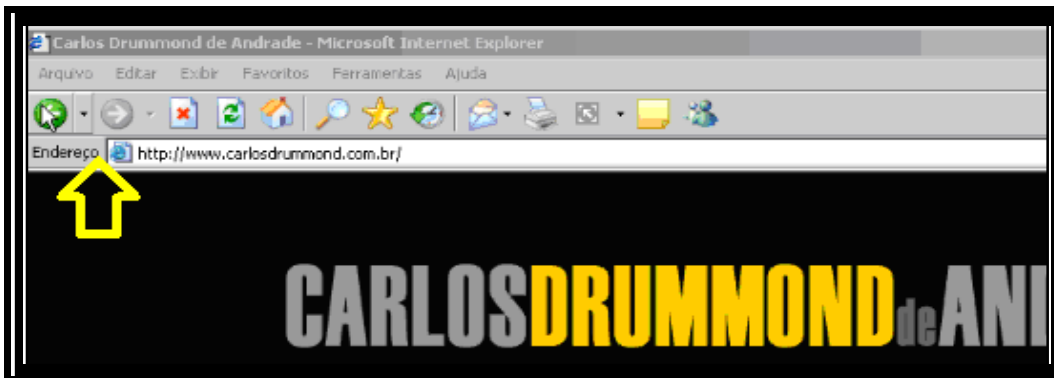 Carlos Drummond de Andrade - Microsoft Internet Explorer
Arquivo Editar Exibir Favoritos Ferramentas Ajuda
Endereço http://www.carlosdrummond.com.br/
CARLOSDRUMMONDdeAN